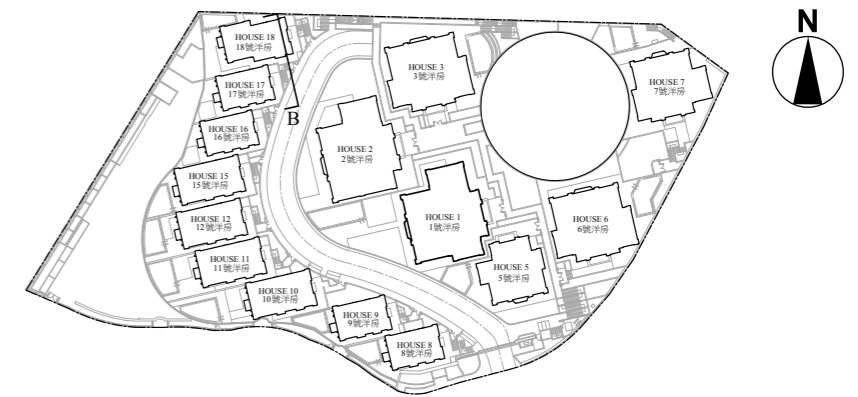 N
HOUSE 18
18號洋房
HOUSE 17
17號洋房
B
HOUSE 16
16號洋房
HOUSE 15
15號洋房
HOUSE 12
12號洋房
HOUSE 11
11號洋房
HOUSE 10
10號洋房
HOUSE 9
9號洋房
HOUSE 8
8號洋房
HOUSE 3
3號洋房
HOUSE 2
2號洋房
HOUSE 1
1號洋房
HOUSE 5
5號洋房
HOUSE 6
6號洋房
HOUSE 7
7號洋房